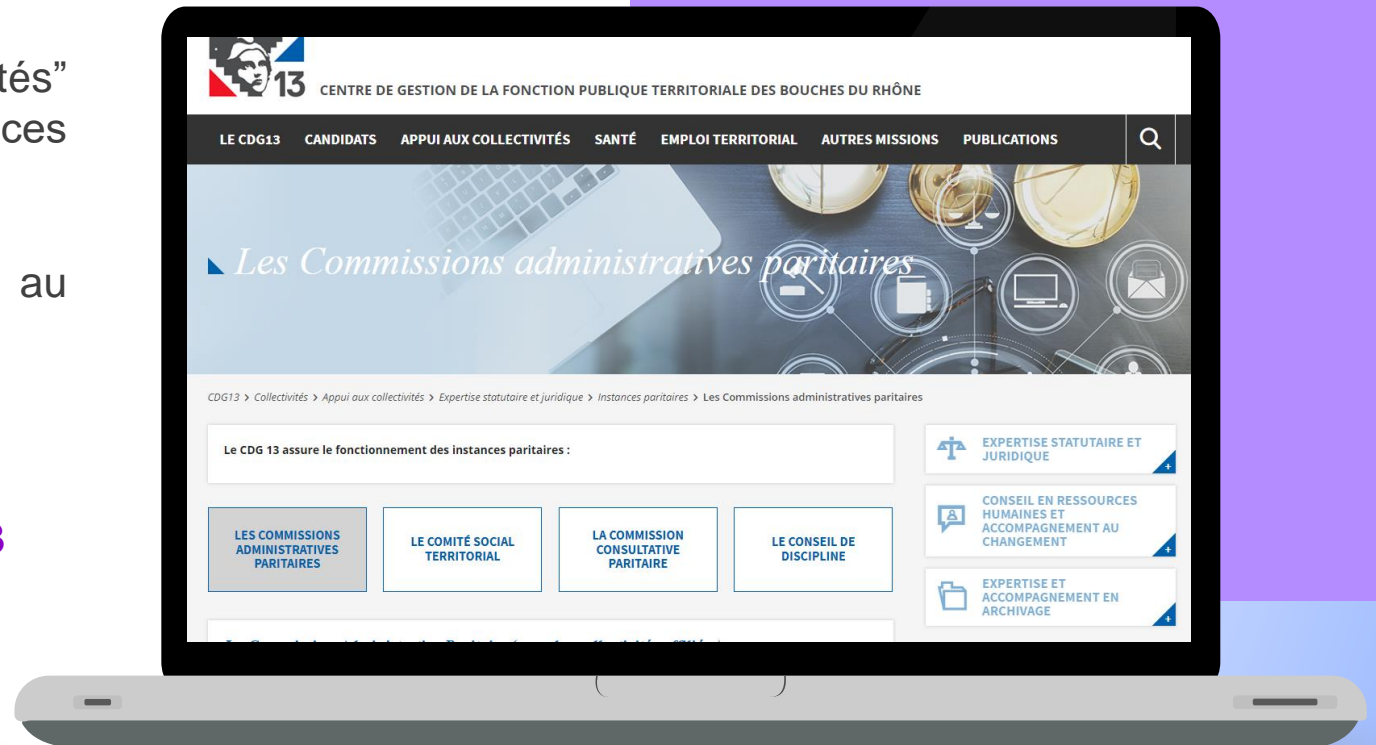 tés”
ces
au
3
13
CENTRE DE GESTION DE LA FONCTION PUBLIQUE TERRITORIALE DES BOUCHES DU RHÔNE
LE CDG13 CANDIDATS APPUI AUX COLLECTIVITÉS SANTÉ EMPLOI TERRITORIAL AUTRES MISSIONS PUBLICATIONS
Les Commissions administratives paritaires
CDG13 > Collectivités > Appui aux collectivités > Expertise statutaire et juridique > Instances paritaires > Les Commissions administratives paritaires
Le CDG 13 assure le fonctionnement des instances paritaires :
LES COMMISSIONS
ADMINISTRATIVES
PARITAIRES
LE COMITÉ SOCIAL
TERRITORIAL
LA COMMISSION
CONSULTATIVE
PARITAIRE
LE CONSEIL DE
DISCIPLINE
EXPERTISE STATUTAIRE ET
JURIDIQUE
+
CONSEIL EN RESSOURCES
HUMAINES ET
ACCOMPAGNEMENT AU
CHANGEMENT
+
EXPERTISE ET
ACCOMPAGNEMENT EN
ARCHIVAGE
+